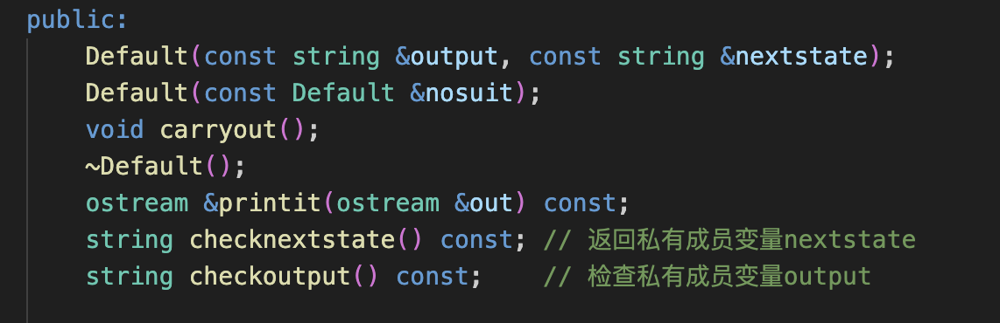 public:
Default(const string &output, const string &nextstate);
Default(const Default &nosuit);
void carryout();
~Default();
ostream &printit(ostream &out) const;
string checknextstate() const; // 返回私有成员变量nextstate
string checkoutput() const; // 检查私有成员变量output